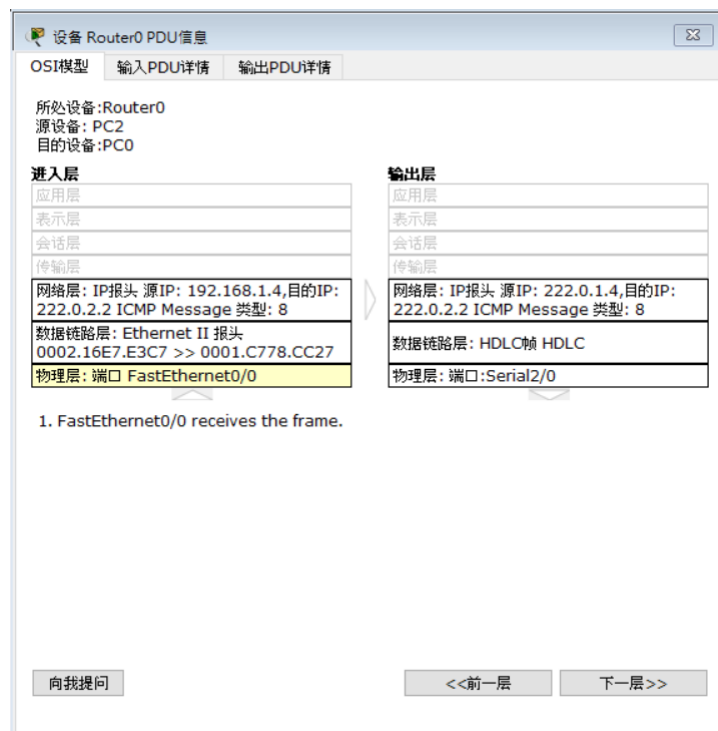 设备 Router0 PDU信息
OSI模型 输入PDU详情 输出PDU详情
所处设备:Router0
源设备: PC2
目的设备:PC0
进入层
应用层
表示层
会话层
传输层
网络层: IP报头 源IP: 192.168.1.4,目的IP:
222.0.2.2 ICMP Message 类型: 8
数据链路层: Ethernet II 报头
0002.16E7.E3C7 >> 0001.C778.CC27
物理层: 端口 FastEthernet0/0
输出层
应用层
表示层
会话层
传输层
网络层: IP报头 源IP: 222.0.1.4,目的IP:
222.0.2.2 ICMP Message 类型: 8
数据链路层: HDLC帧 HDLC
物理层: 端口:Serial2/0
1. FastEthernet0/0 receives the frame.
向我提问 <<前一层 下一层>>